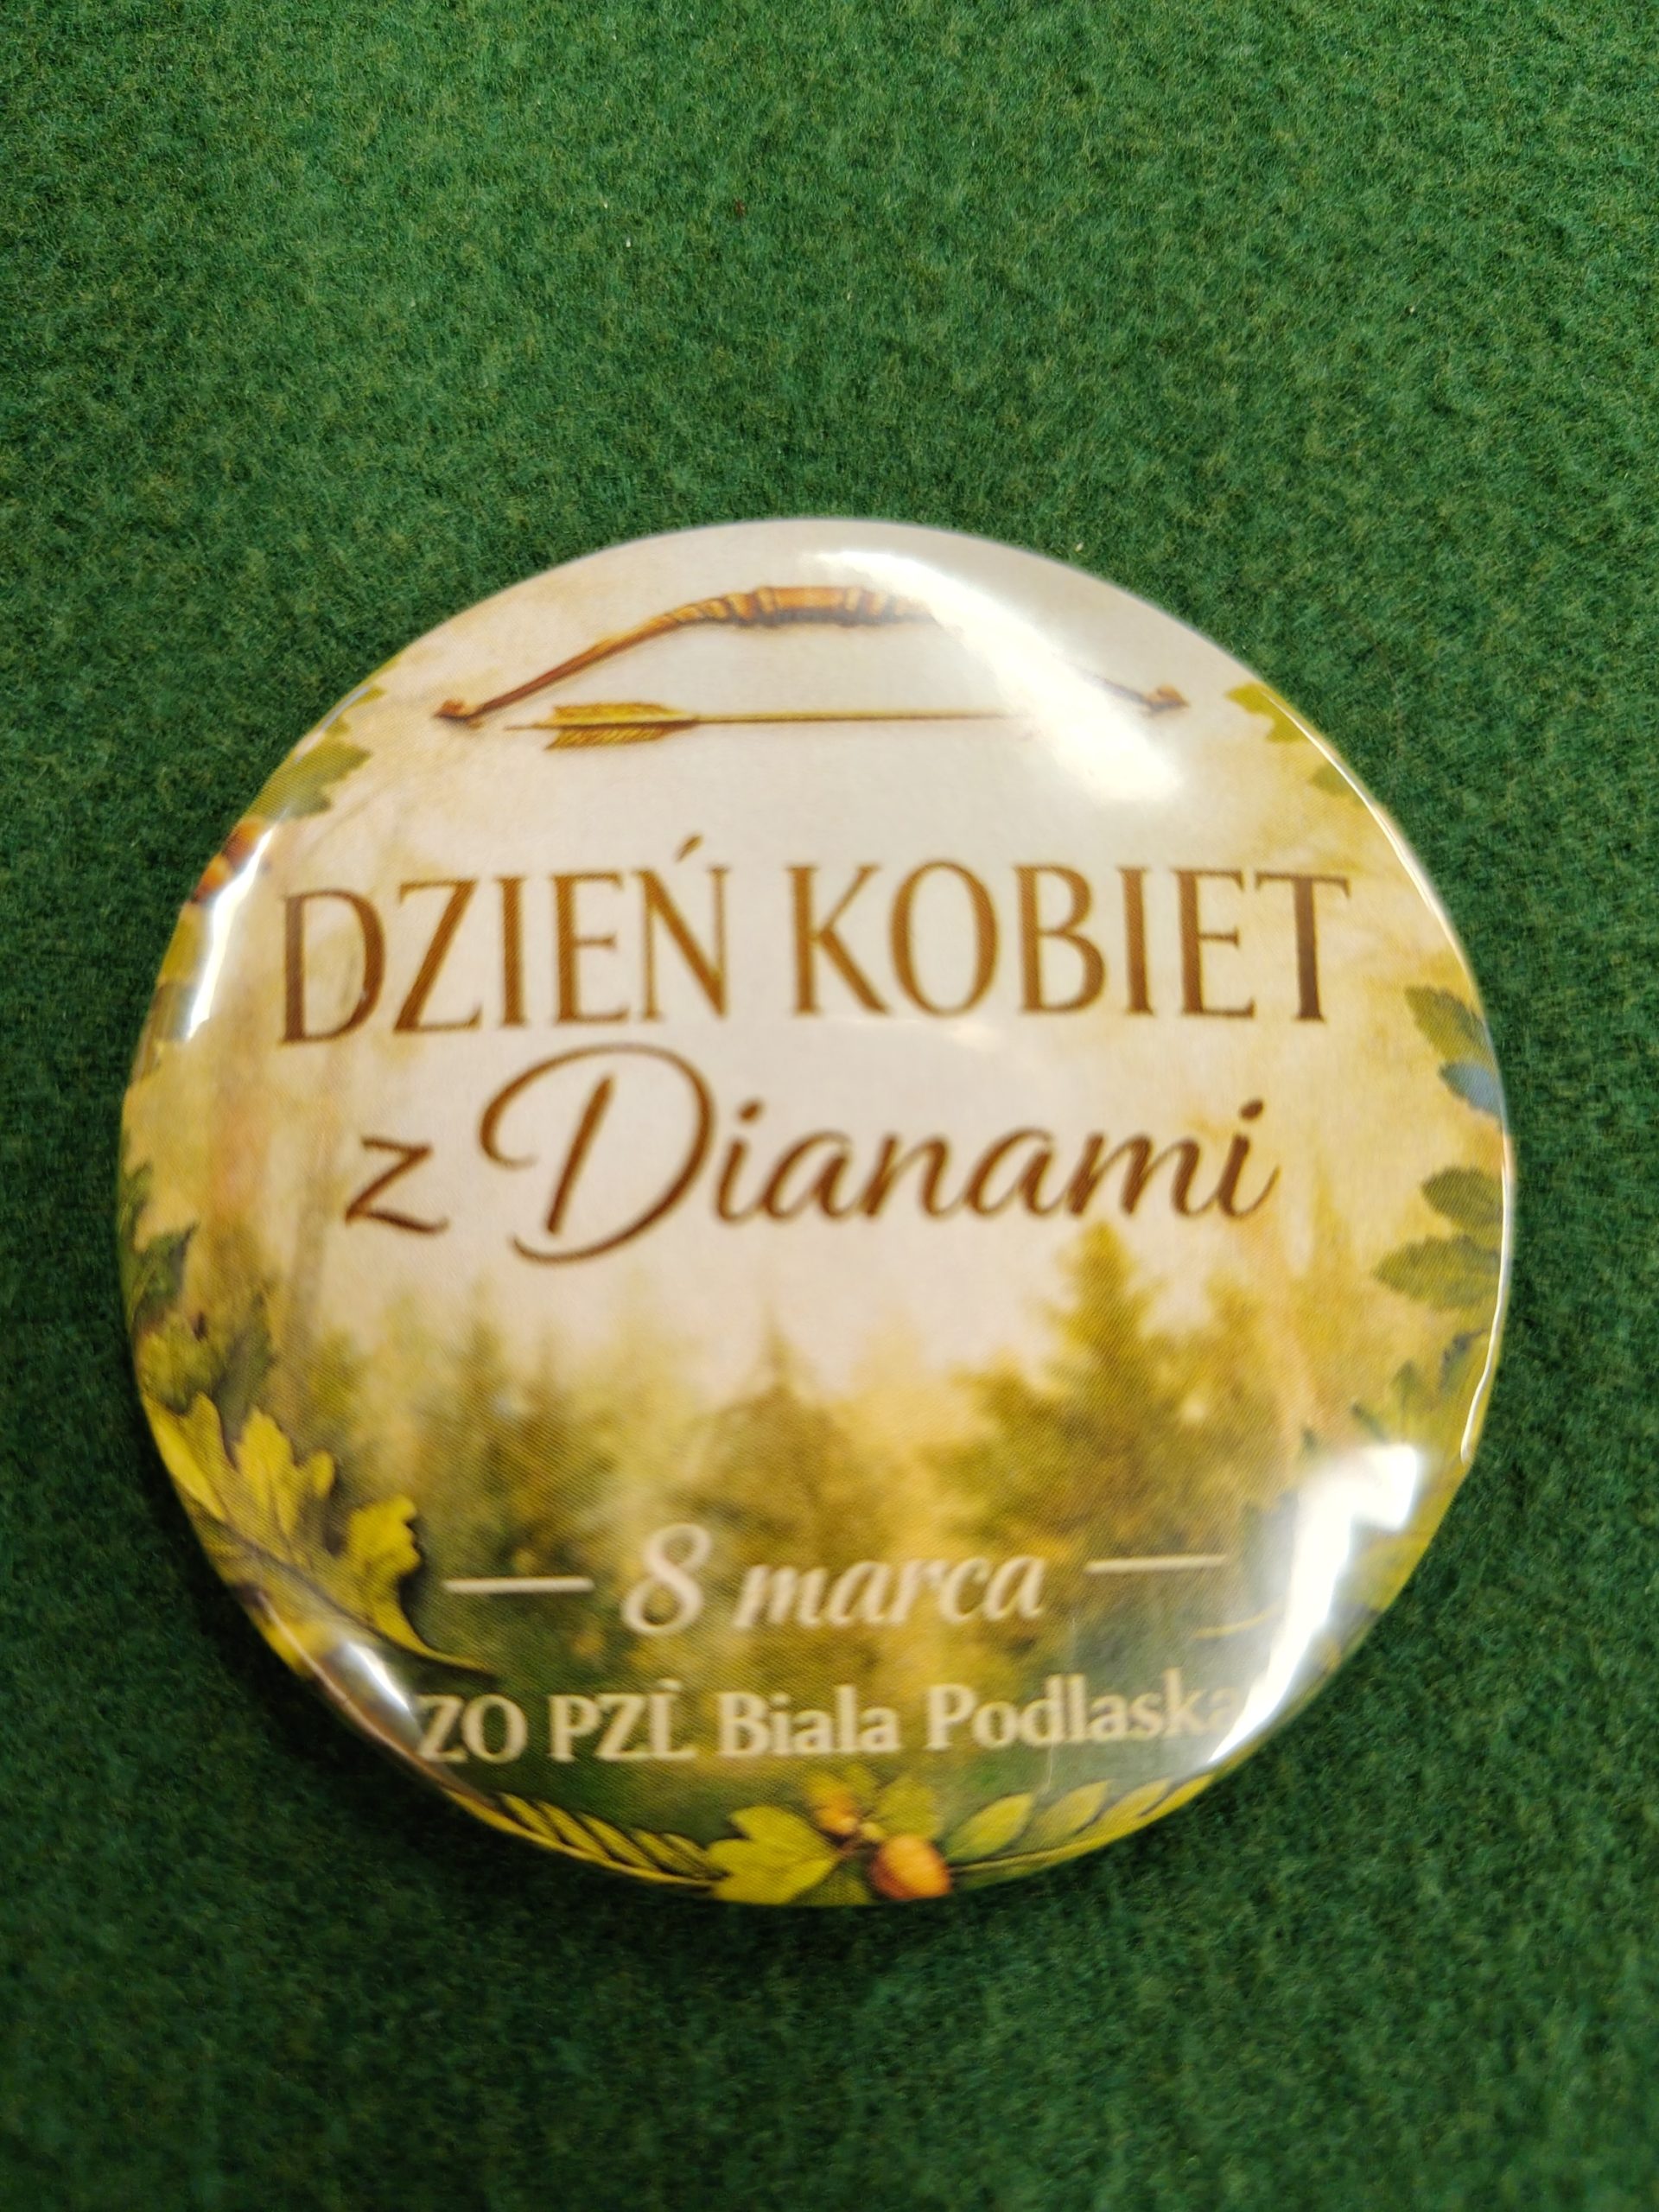 DZIEŃ KOBIET
z Dianami
8 marca
ZO PZŁ Biala Podlaska